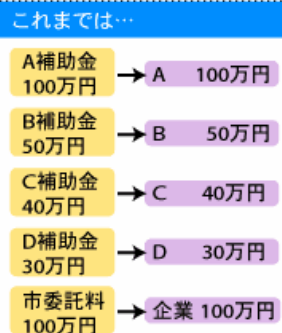 これまでは…
A補助金
100万円
A 100万円
B補助金
50万円
B 50万円
C補助金
40万円
C 40万円
D補助金
30万円
D 30万円
市委託料
100万円
企業 100万円